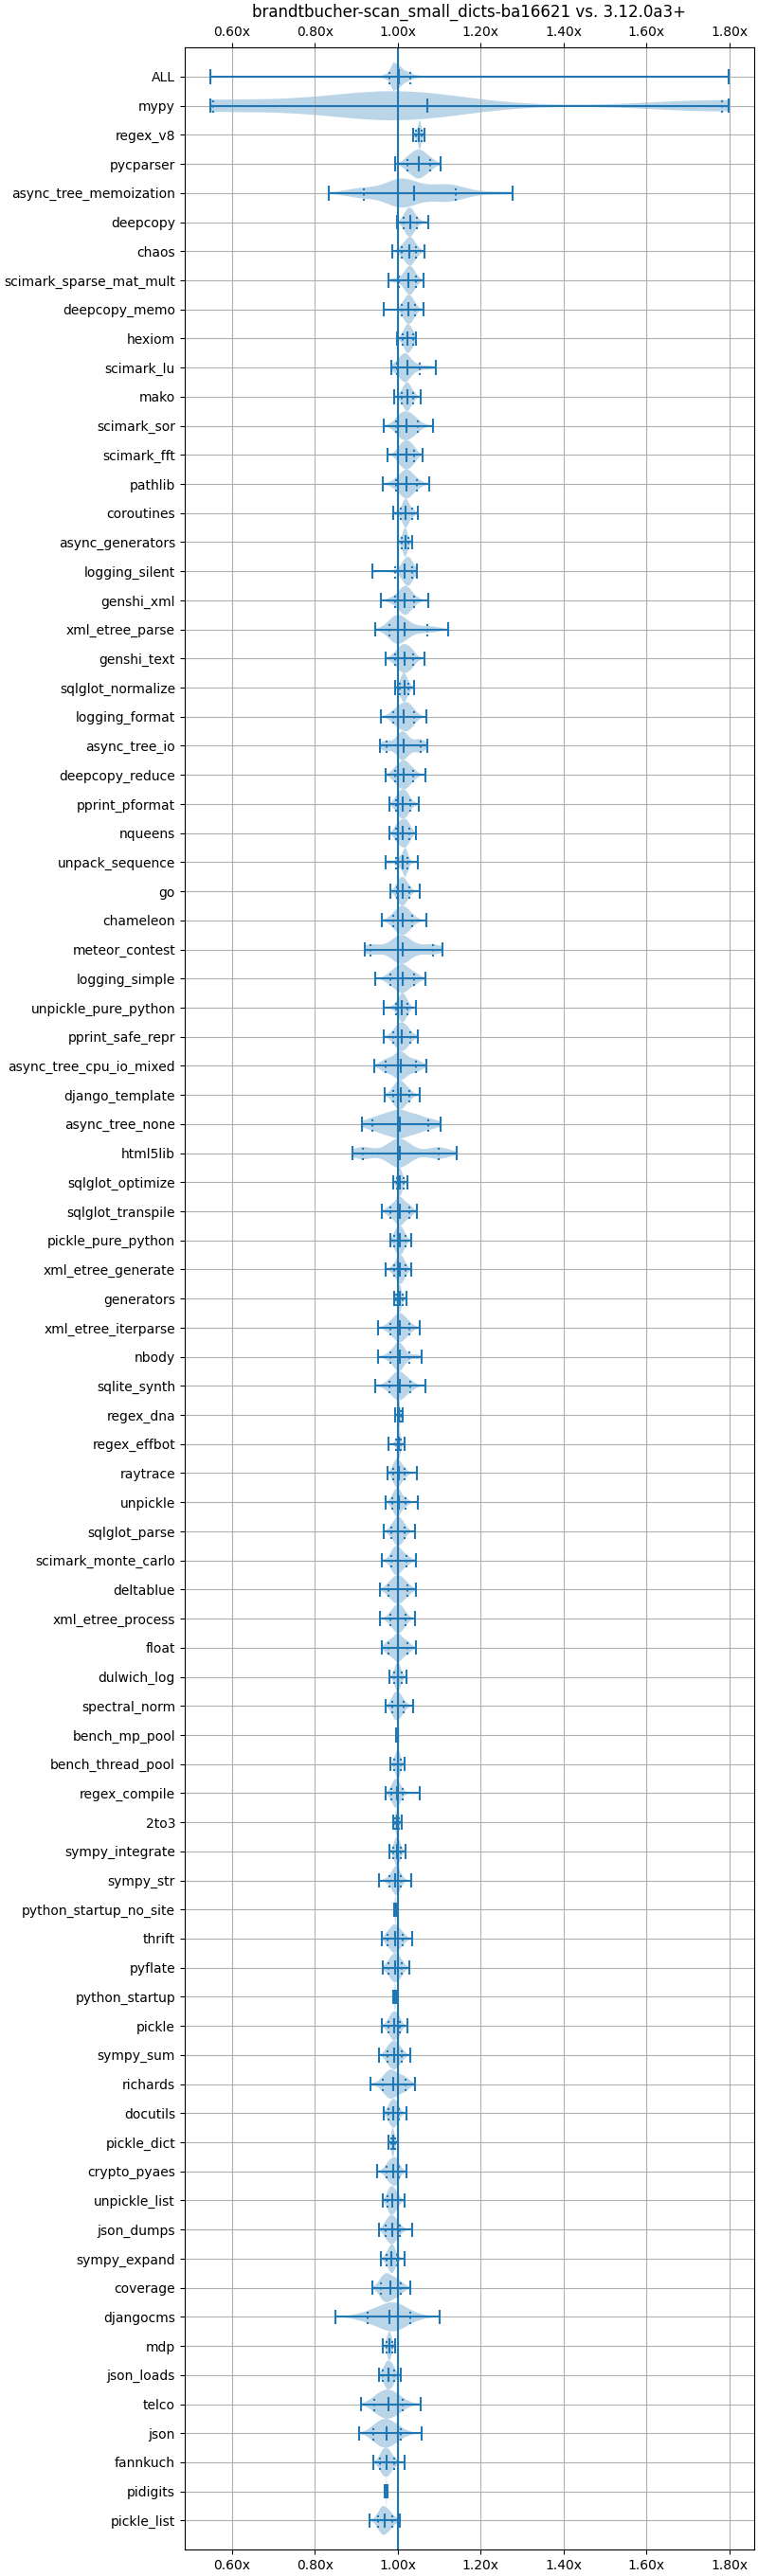 brandtbucher-scan_small_dicts-ba16621 vs. 3.12.0a3+
0.60x 0.80x 1.00x 1.20x 1.40x 1.60x 1.80x
ALL
mypy
regex_v8
pycparser
async_tree_memoization
deepcopy
chaos
scimark_sparse_mat_mult
deepcopy_memo
hexiom
scimark_lu
mako
scimark_sor
scimark_fft
pathlib
coroutines
async_generators
logging_silent
genshi_xml
xml_etree_parse
genshi_text
sqlglot_normalize
logging_format
async_tree_io
deepcopy_reduce
pprint_pformat
nqueens
unpack_sequence
go
chameleon
meteor_contest
logging_simple
unpickle_pure_python
pprint_safe_repr
async_tree_cpu_io_mixed
django_template
async_tree_none
html5lib
sqlglot_optimize
sqlglot_transpile
pickle_pure_python
xml_etree_generate
generators
xml_etree_iterparse
nbody
sqlite_synth
regex_dna
regex_effbot
raytrace
unpickle
sqlglot_parse
scimark_monte_carlo
deltablue
xml_etree_process
float
dulwich_log
spectral_norm
bench_mp_pool
bench_thread_pool
regex_compile
2to3
sympy_integrate
sympy_str
python_startup_no_site
thrift
pyflate
python_startup
pickle
sympy_sum
richards
docutils
pickle_dict
crypto_pyaes
unpickle_list
json_dumps
sympy_expand
coverage
djangocms
mdp
json_loads
telco
json
fannkuch
pidigits
pickle_list
0.60x 0.80x 1.00x 1.20x 1.40x 1.60x 1.80x